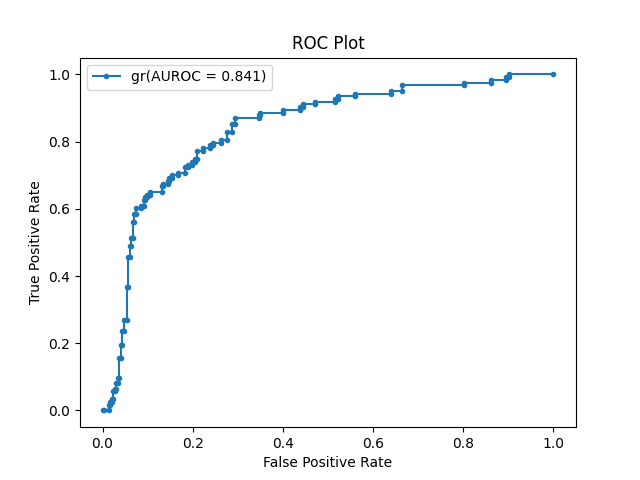 ROC Plot
gr(AUROC = 0.841)
True Positive Rate
1.0
0.8
0.6
0.4
0.2
0.0
0.0 0.2 0.4 0.6 0.8 1.0
False Positive Rate